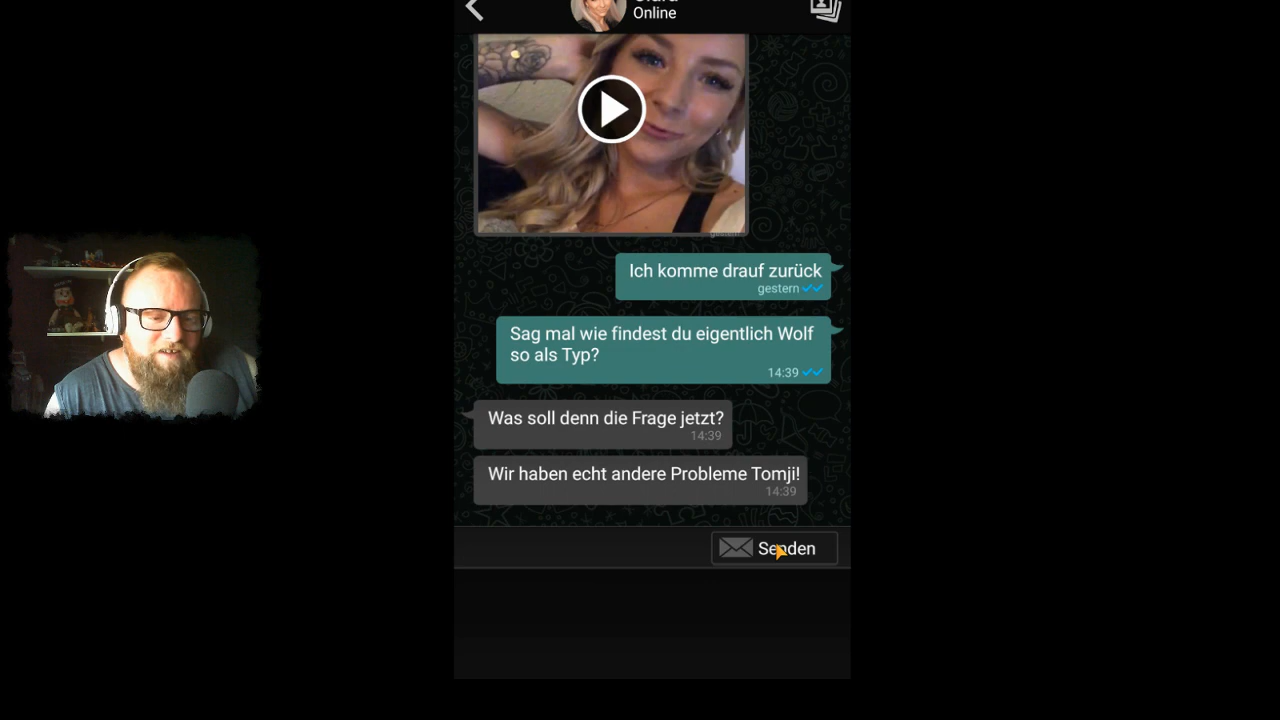 Online
Ich komme drauf zurück
gestern
Sag mal wie findest du eigentlich Wolf
so als Typ?
14:39
Was soll denn die Frage jetzt?
14:39
Wir haben echt andere Probleme Tomji!
14:39
Senden